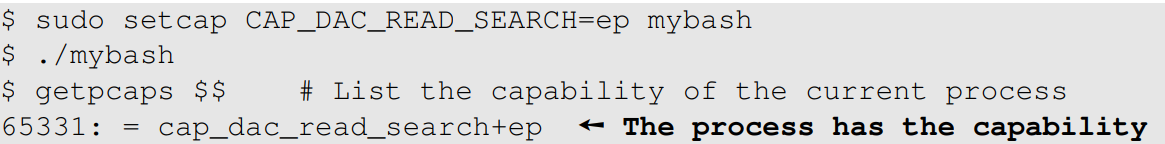 $ sudo setcap CAP_DAC_READ_SEARCH=ep mybash
$ ./mybash
$ getpcaps $$    # List the capability of the current process
65331: = cap_dac_read_search+ep  ← The process has the capability